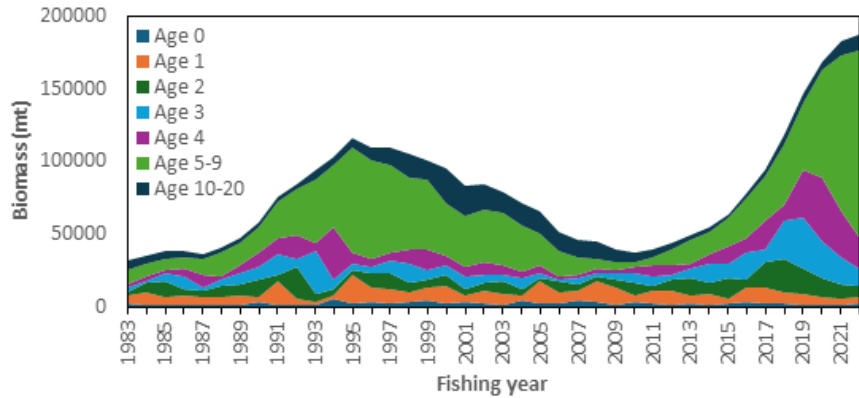 200000
150000
100000
50000
0
Biomass (mt)
Age 0
Age 1
Age 2
Age 3
Age 4
Age 5-9
Age 10-20
1983
1985
1987
1989
1991
1993
1995
1997
1999
2001
2003
2005
2007
2009
2011
2013
2015
2017
2019
2021
Fishing year